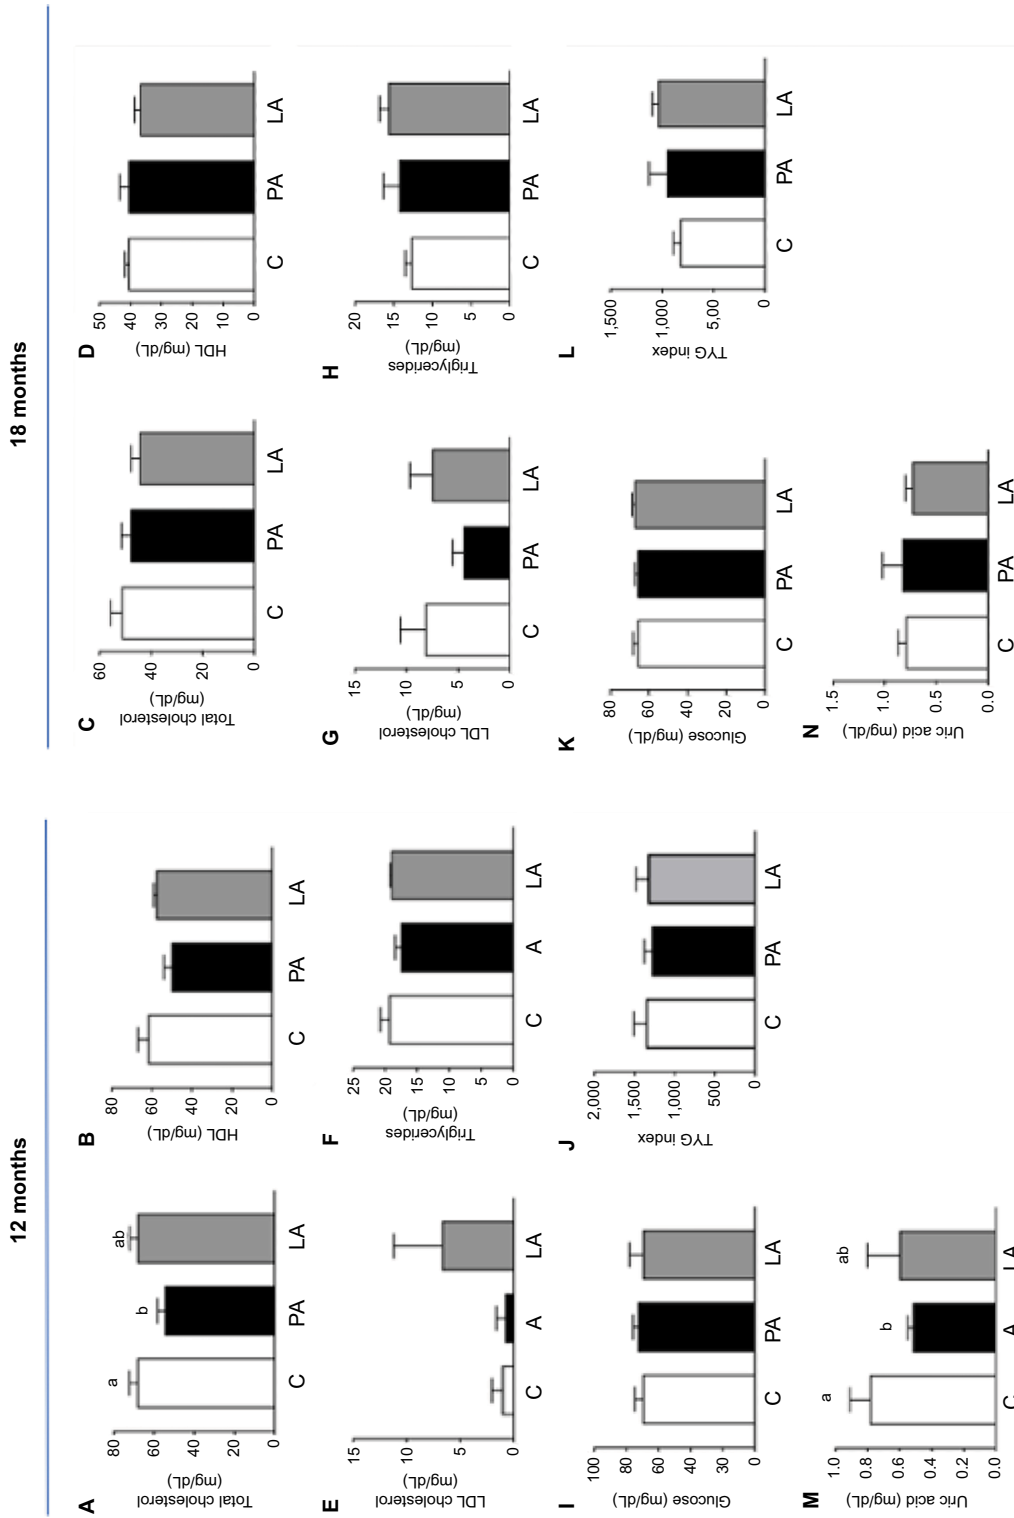 12 months
18 months
A
Total cholesterol
(mg/dL)
80
60
40
20
0
a
b
ab
C PA LA
B
HDL (mg/dL)
80
60
40
20
0
C PA LA
C
Total cholesterol
(mg/dL)
60
40
20
0
C PA LA
D
HDL (mg/dL)
50
40
30
20
10
0
C PA LA
E
LDL cholesterol
(mg/dL)
15
10
5
0
C A LA
F
Triglycerides
(mg/dL)
25
20
15
10
5
0
C A LA
G
LDL cholesterol
(mg/dL)
15
10
5
0
C PA LA
H
Triglycerides
(mg/dL)
20
15
10
5
0
C PA LA
I
Glucose (mg/dL)
100
80
60
40
30
0
C PA LA
J
TYG index
2,000
1,500
1,000
500
0
C PA LA
K
Glucose (mg/dL)
80
60
40
20
0
C PA LA
L
TYG index
1,500
1,000
5,00
0
C PA LA
M
Uric acid (mg/dL)
1.0
0.8
0.6
0.4
0.2
0.0
a
b
ab
C A LA
N
Uric acid (mg/dL)
1.5
1.0
0.5
0.0
C PA LA